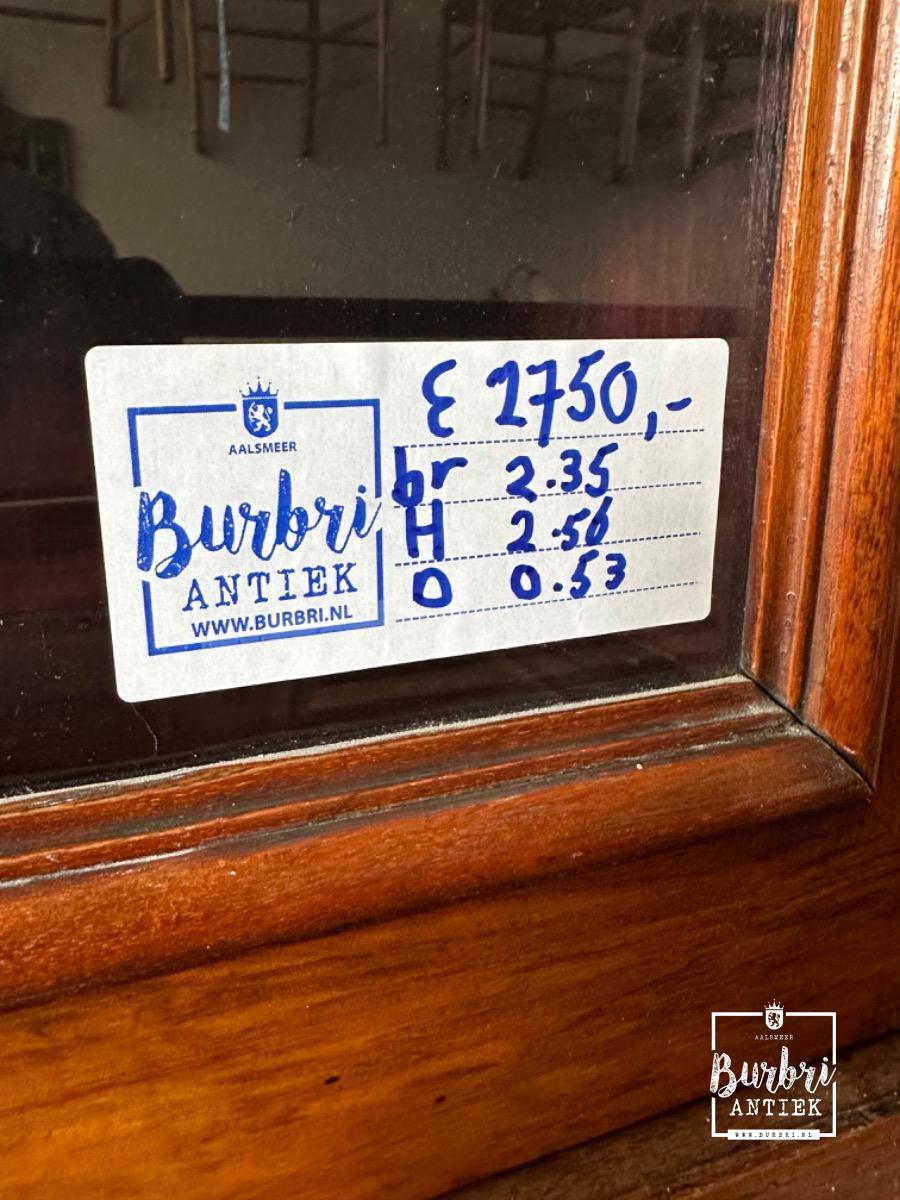 AALSMEER
Burbri
ANTIEK
WWW.BURBRI.NL
€ 2750,-
br 2.35
H 2.56
D 0.53
AALSMEER
Burbri
ANTIEK
WWW.BURBRI.NL